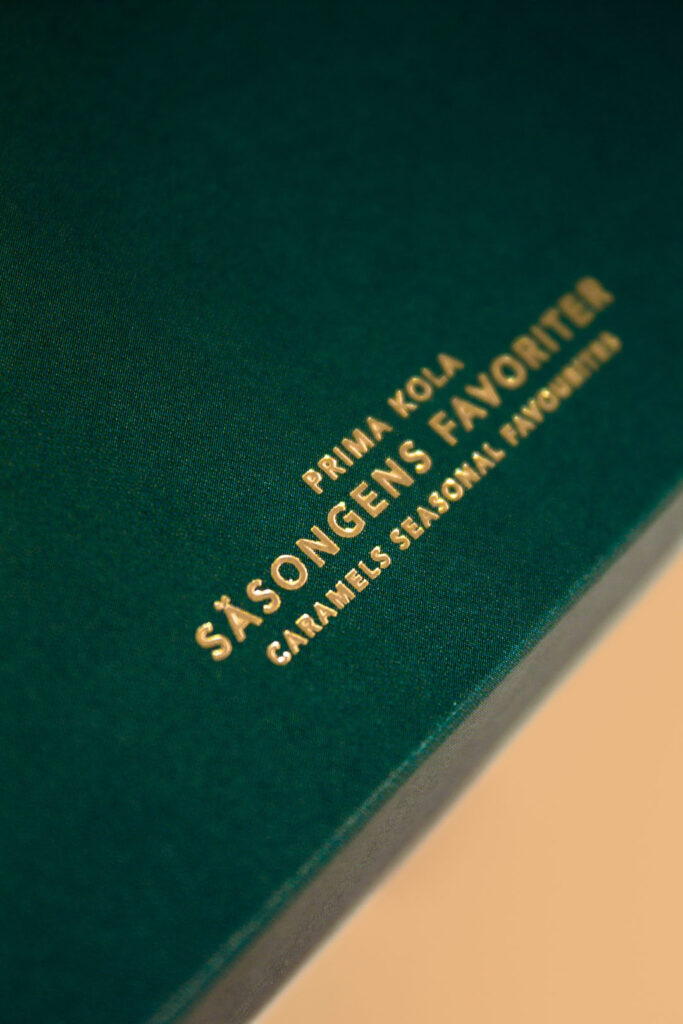 PRIMA KOLA
SÄSONGENS FAVORITER
CARAMELS SEASONAL FAVOURITES